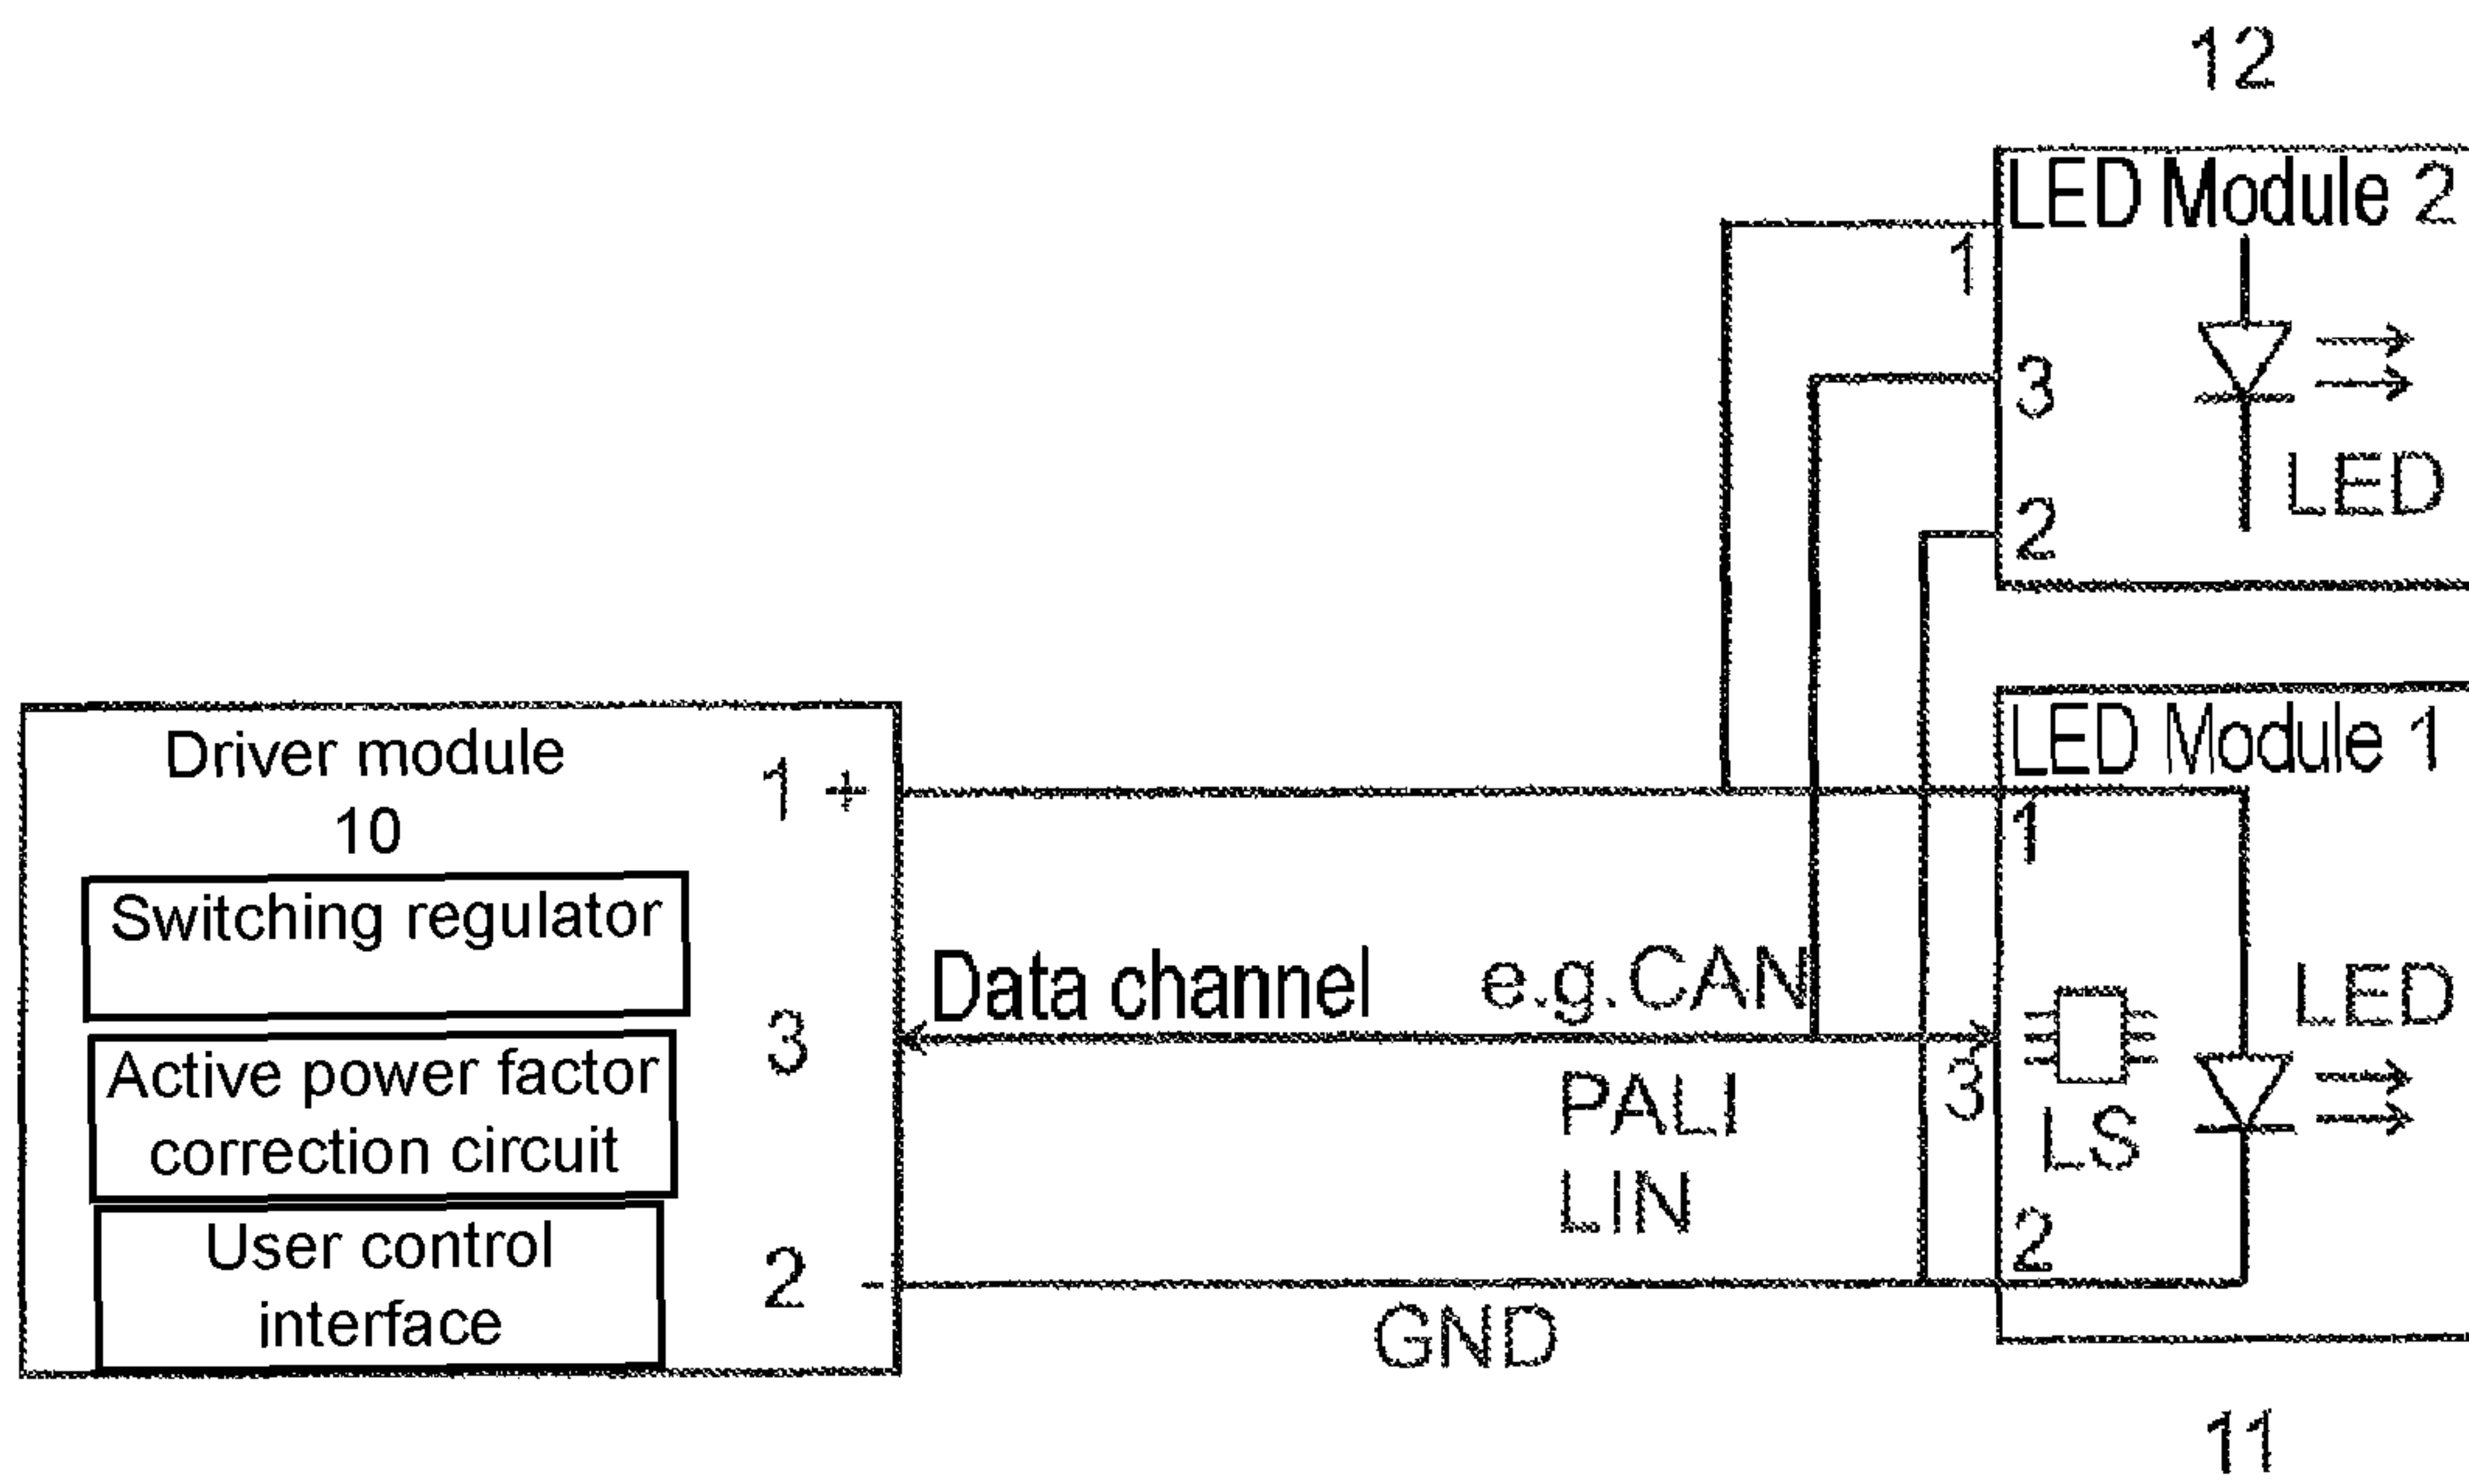 12
LED Module 2
1
3
2
LED
Driver module
10
Switching regulator
Active power factor
correction circuit
User control
interface
1 +
3
2 -
Data channel e.g.CAN
PALI
LIN
GND
LED Module 1
1
3
2
LS
LED
11